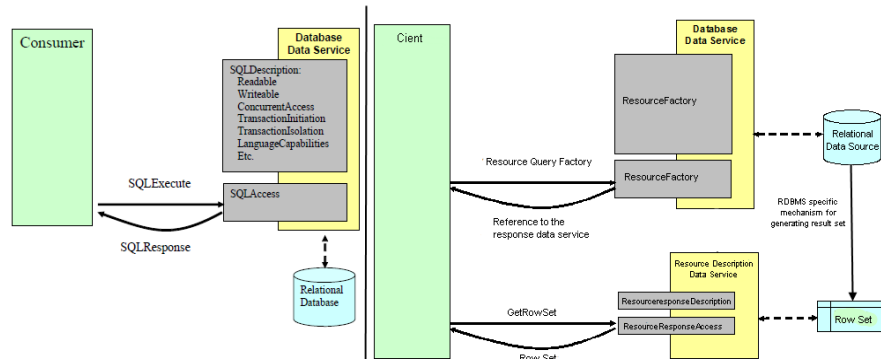 Consumer
Database
Data Service
SQLDescription:
Readable
Writeable
ConcurrentAccess
TransactionInitiation
TransactionIsolation
LanguageCapabilities
Etc.
SQLExecute
SQLAccess
SQLResponse
Relational
Database
Cient
Database
Data Service
ResourceFactory
Relational
Data Source
Resource Query Factory
ResourceFactory
Reference to the
response data service
RDBMS specific
mechanism for
generating result set
Resource Description
Data Service
GetRowSet
ResourceresponseDescription
ResourceResponseAccess
Row Set
Row Set